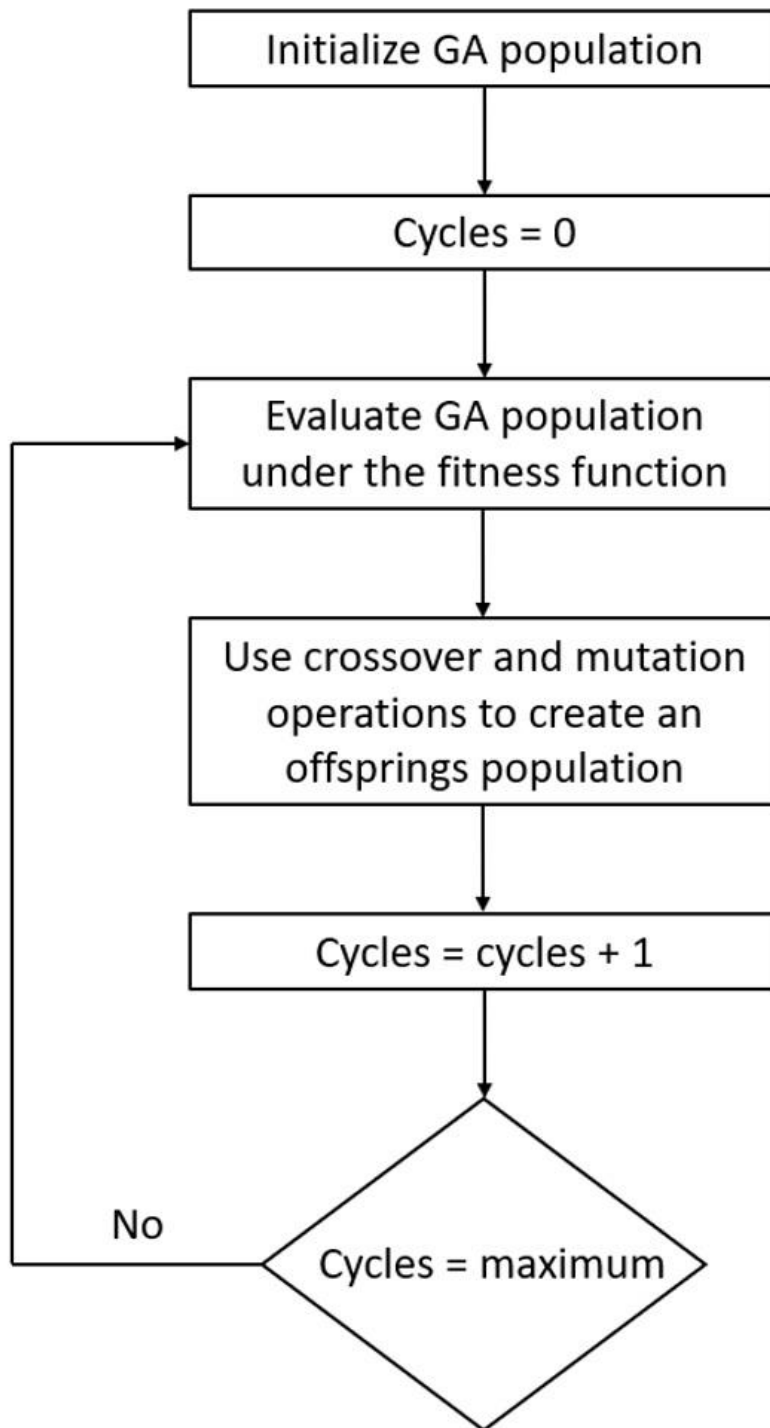 Initialize GA population
Cycles = 0
Evaluate GA population
under the fitness function
Use crossover and mutation
operations to create an
offsprings population
Cycles = cycles + 1
No
Cycles = maximum